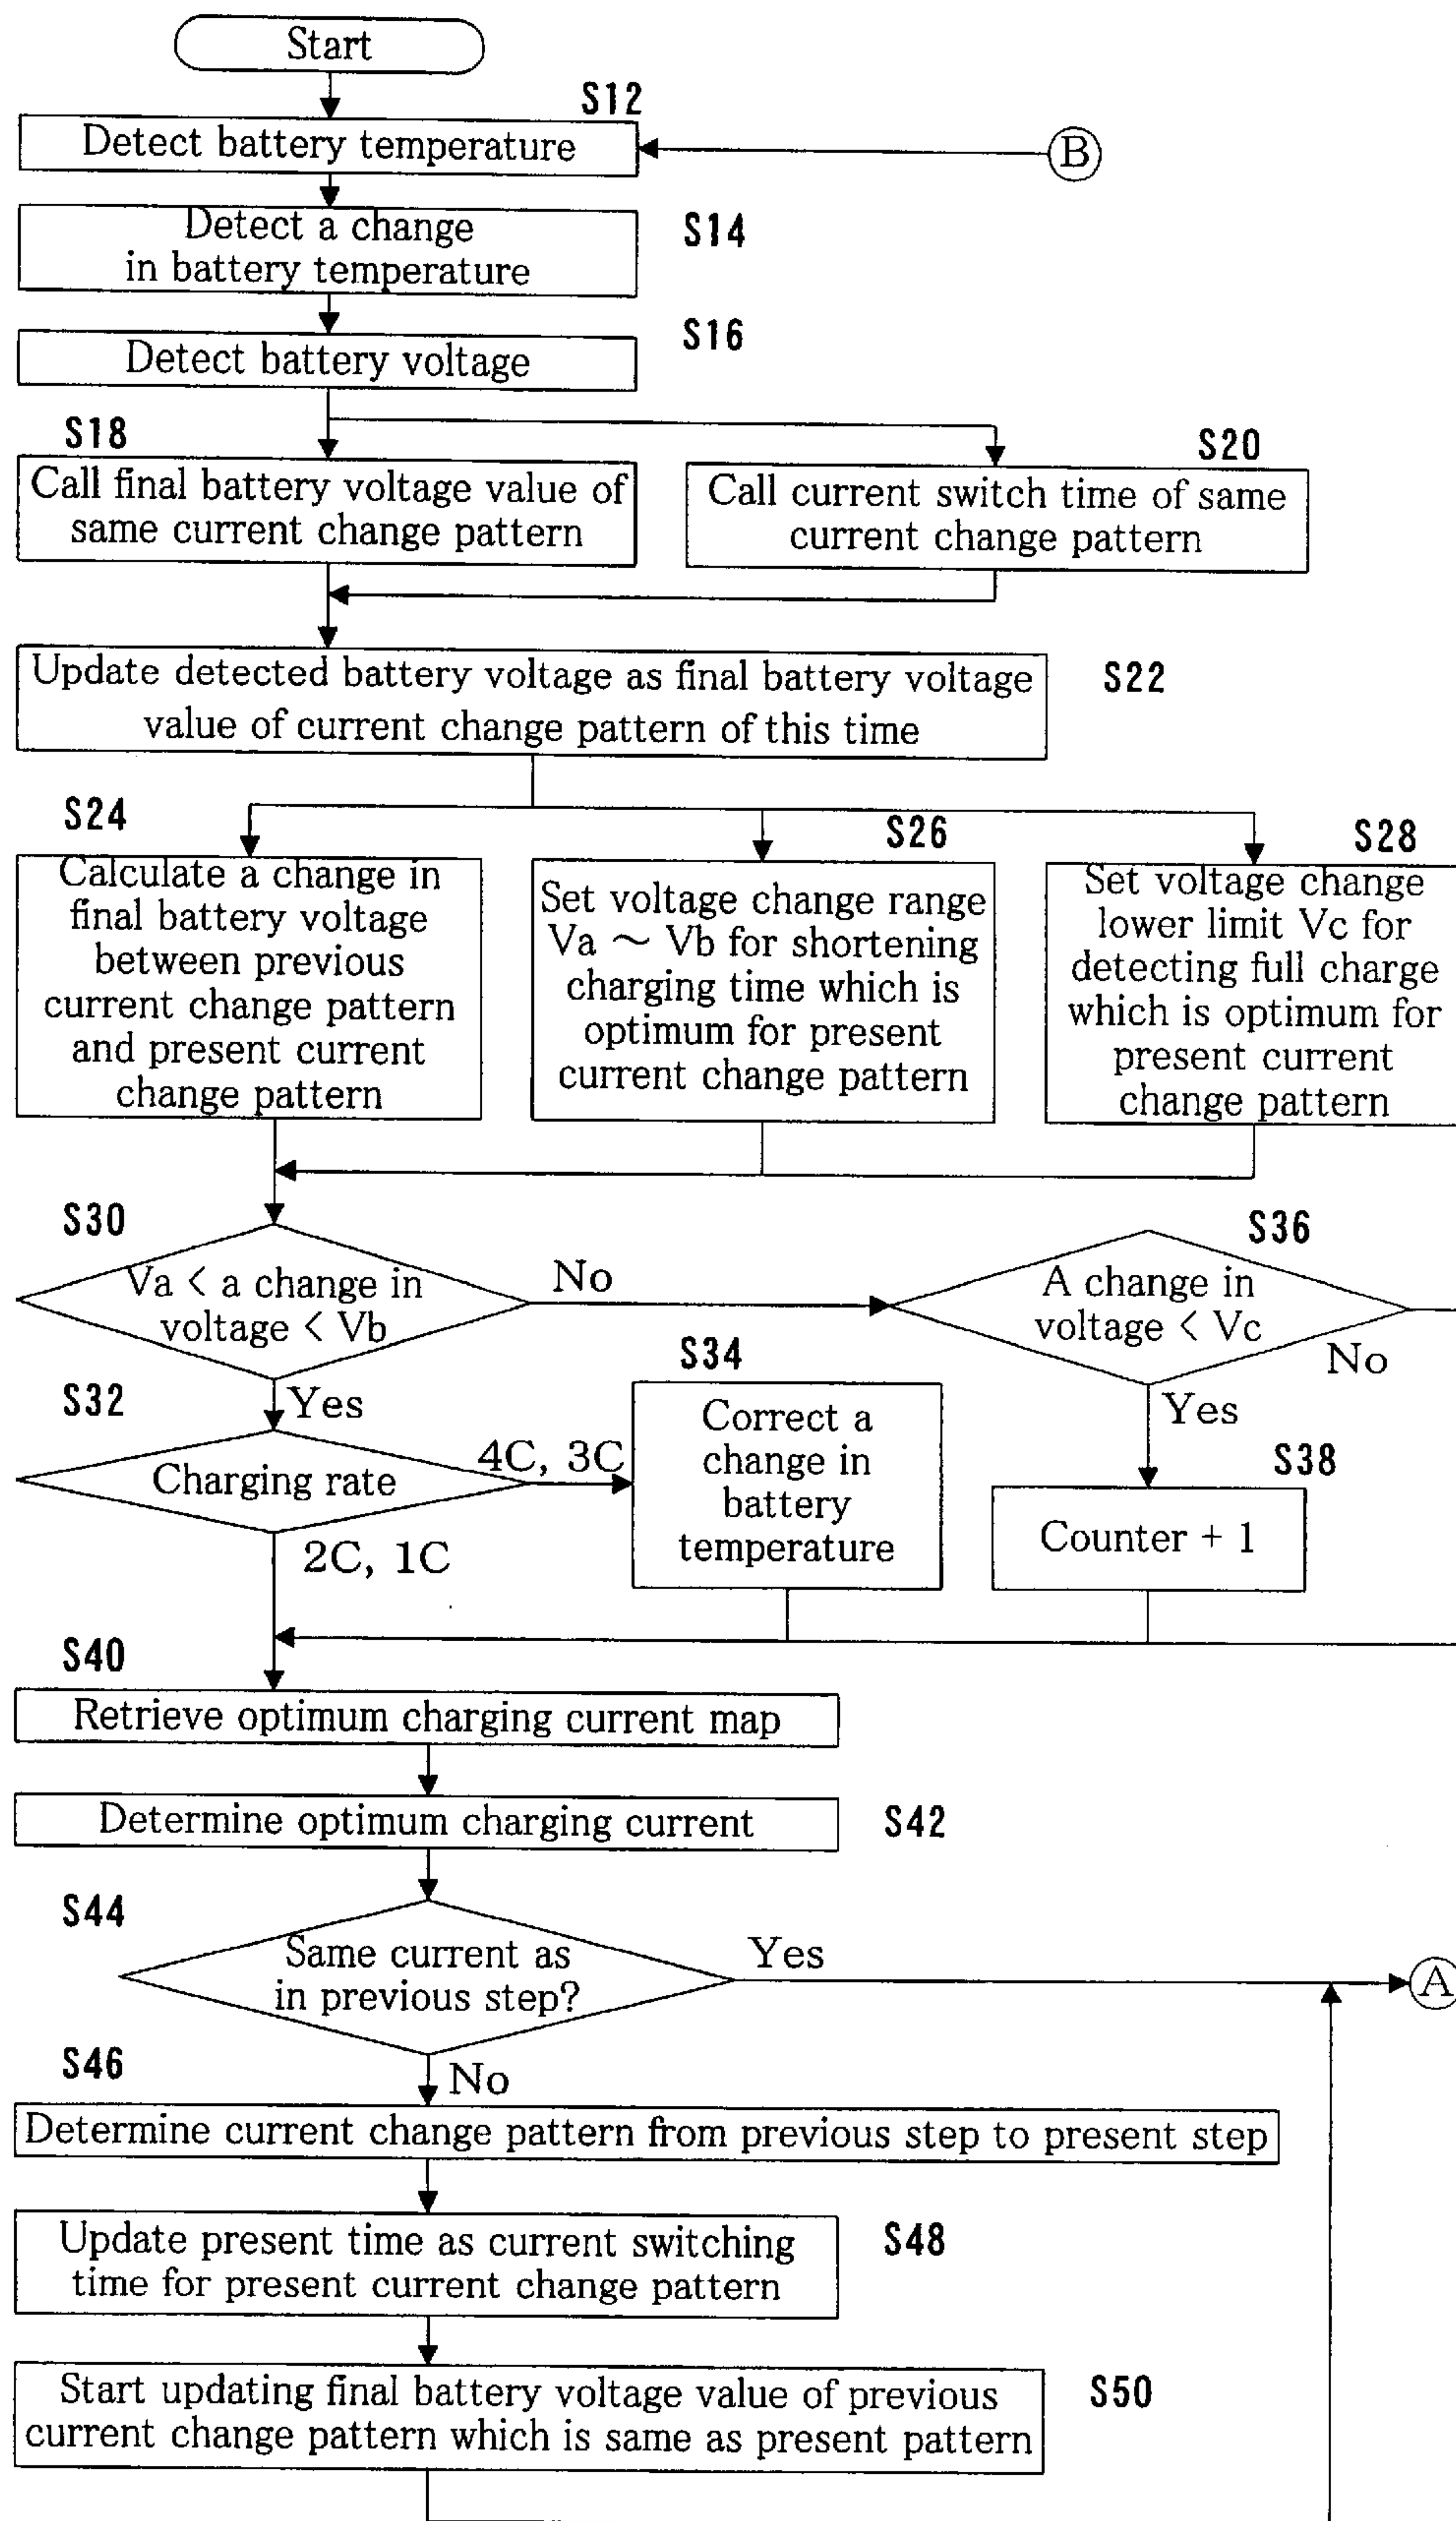 Start
S12
Detect battery temperature
B
Detect a change
in battery temperature
S14
Detect battery voltage
S16
S18
Call final battery voltage value of
same current change pattern
S20
Call current switch time of same
current change pattern
Update detected battery voltage as final battery voltage
value of current change pattern of this time
S22
S24
Calculate a change in
final battery voltage
between previous
current change pattern
and present current
change pattern
S26
Set voltage change range
Va ~ Vb for shortening
charging time which is
optimum for present
current change pattern
S28
Set voltage change
lower limit Vc for
detecting full charge
which is optimum for
present current
change pattern
S30
Va < a change in
voltage < Vb
No
Yes
S36
A change in
voltage < Vc
No
Yes
S32
Charging rate
4C, 3C
2C, 1C
S34
Correct a
change in
battery
temperature
S38
Counter + 1
S40
Retrieve optimum charging current map
Determine optimum charging current
S42
S44
Same current as
in previous step?
Yes
A
No
S46
Determine current change pattern from previous step to present step
Update present time as current switching
time for present current change pattern
S48
Start updating final battery voltage value of previous
current change pattern which is same as present pattern
S50